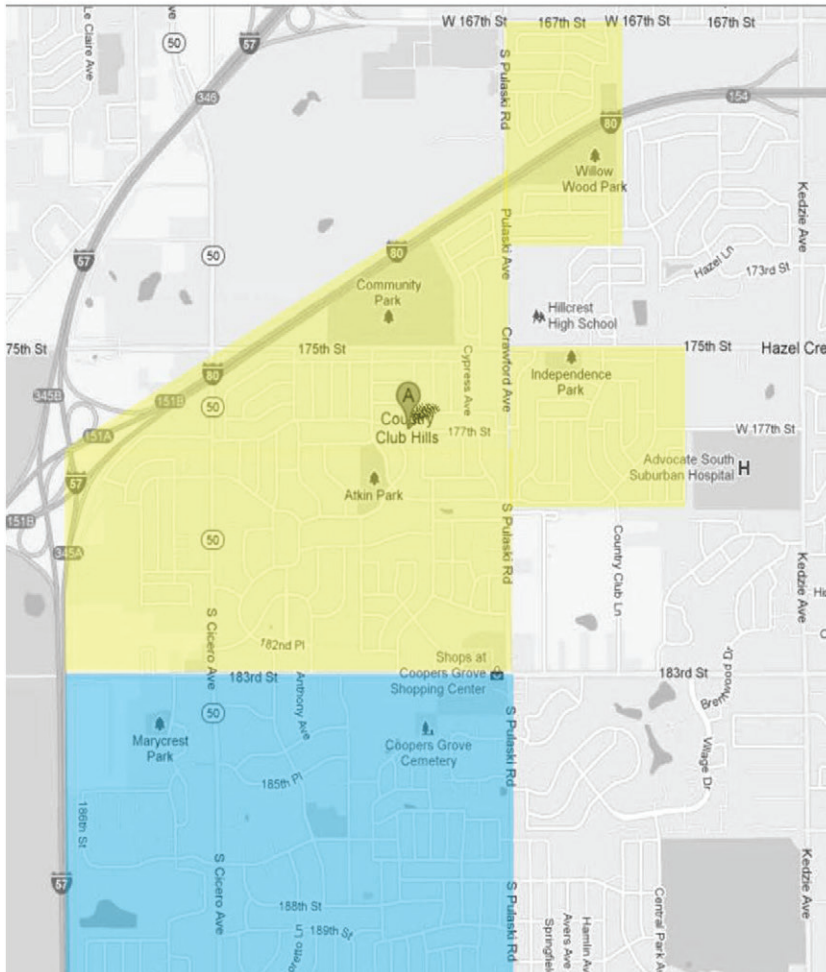 W 167th St
167th St
W 167th St
167th St
Le Claire Ave
ve
50
57
S Pulaski Rd
346
154
80
Willow
Wood Park
Kedzie Ave
Pulaski Ave
50
57
80
Hazel Ln
173rd St
Community
Park
Hillcrest
High School
Crawford Ave
75th St
175th St
175th St
Hazel Cre
Cypress Ave
Independence
Park
80
345B
151B
50
A
Country
Club Hills
177th St
W 177th St
151A
Advocate South
Suburban Hospital
H
57
Atkin Park
151B
S Pulaski Rd
345A
50
Country Club Ln
Kedzie Ave
Hi
C
S Cicero Ave
182nd Pl
Shops at
Coopers Grove
Shopping Center
183rd St
183rd St
Brentwood Dr
50
Anthony Ave
S Pulaski Rd
Marycrest
Park
Coopers Grove
Cemetery
Village Dr
185th Pl
186th St
S Cicero Ave
57
188th St
189th St
S Pulaski Rd
Springfield
Avers Ave
Hamlin Av
Central Park A
Kedzie Ave